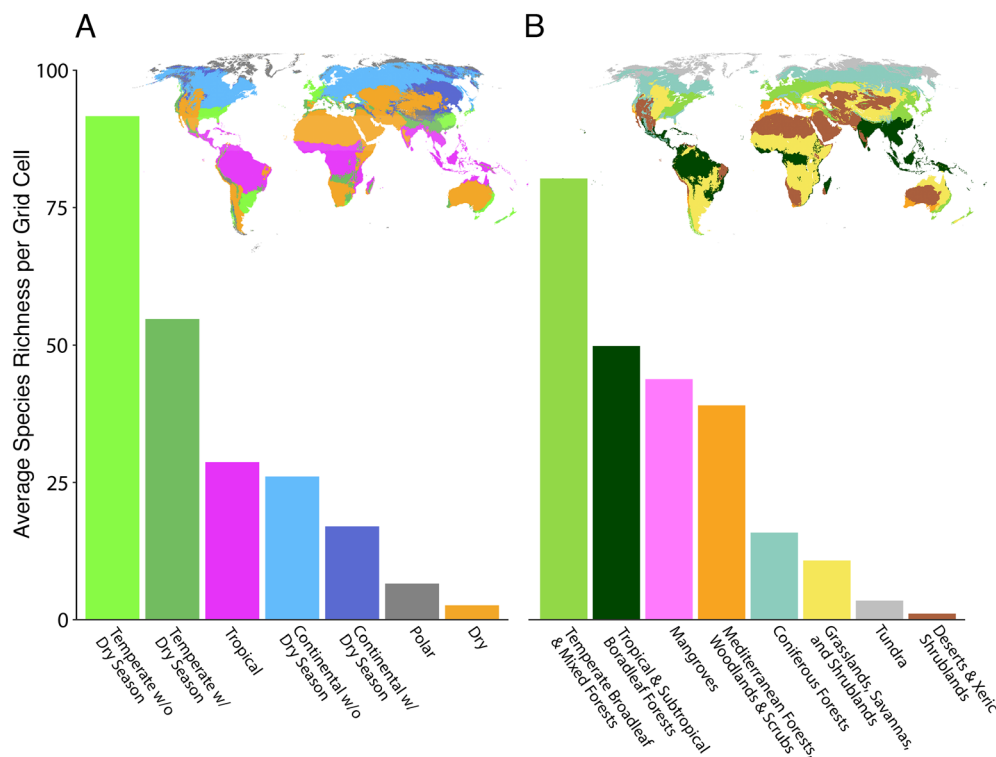 A
B
Average Species Richness per Grid Cell
100
75
50
25
0
Temperate w/o
Dry Season
Temperate w/
Dry Season
Tropical
Continental w/o
Dry Season
Continental w/
Dry Season
Polar
Dry
Temperate Broadleaf
& Mixed Forests
Tropical & Subtropical
Boradleaf Forests
Mangroves
Mediterranean Forests,
Woodlands & Scrubs
Coniferous Forests
Grasslands, Savannas,
and Shrublands
Tundra
Deserts & Xeric
Shrublands